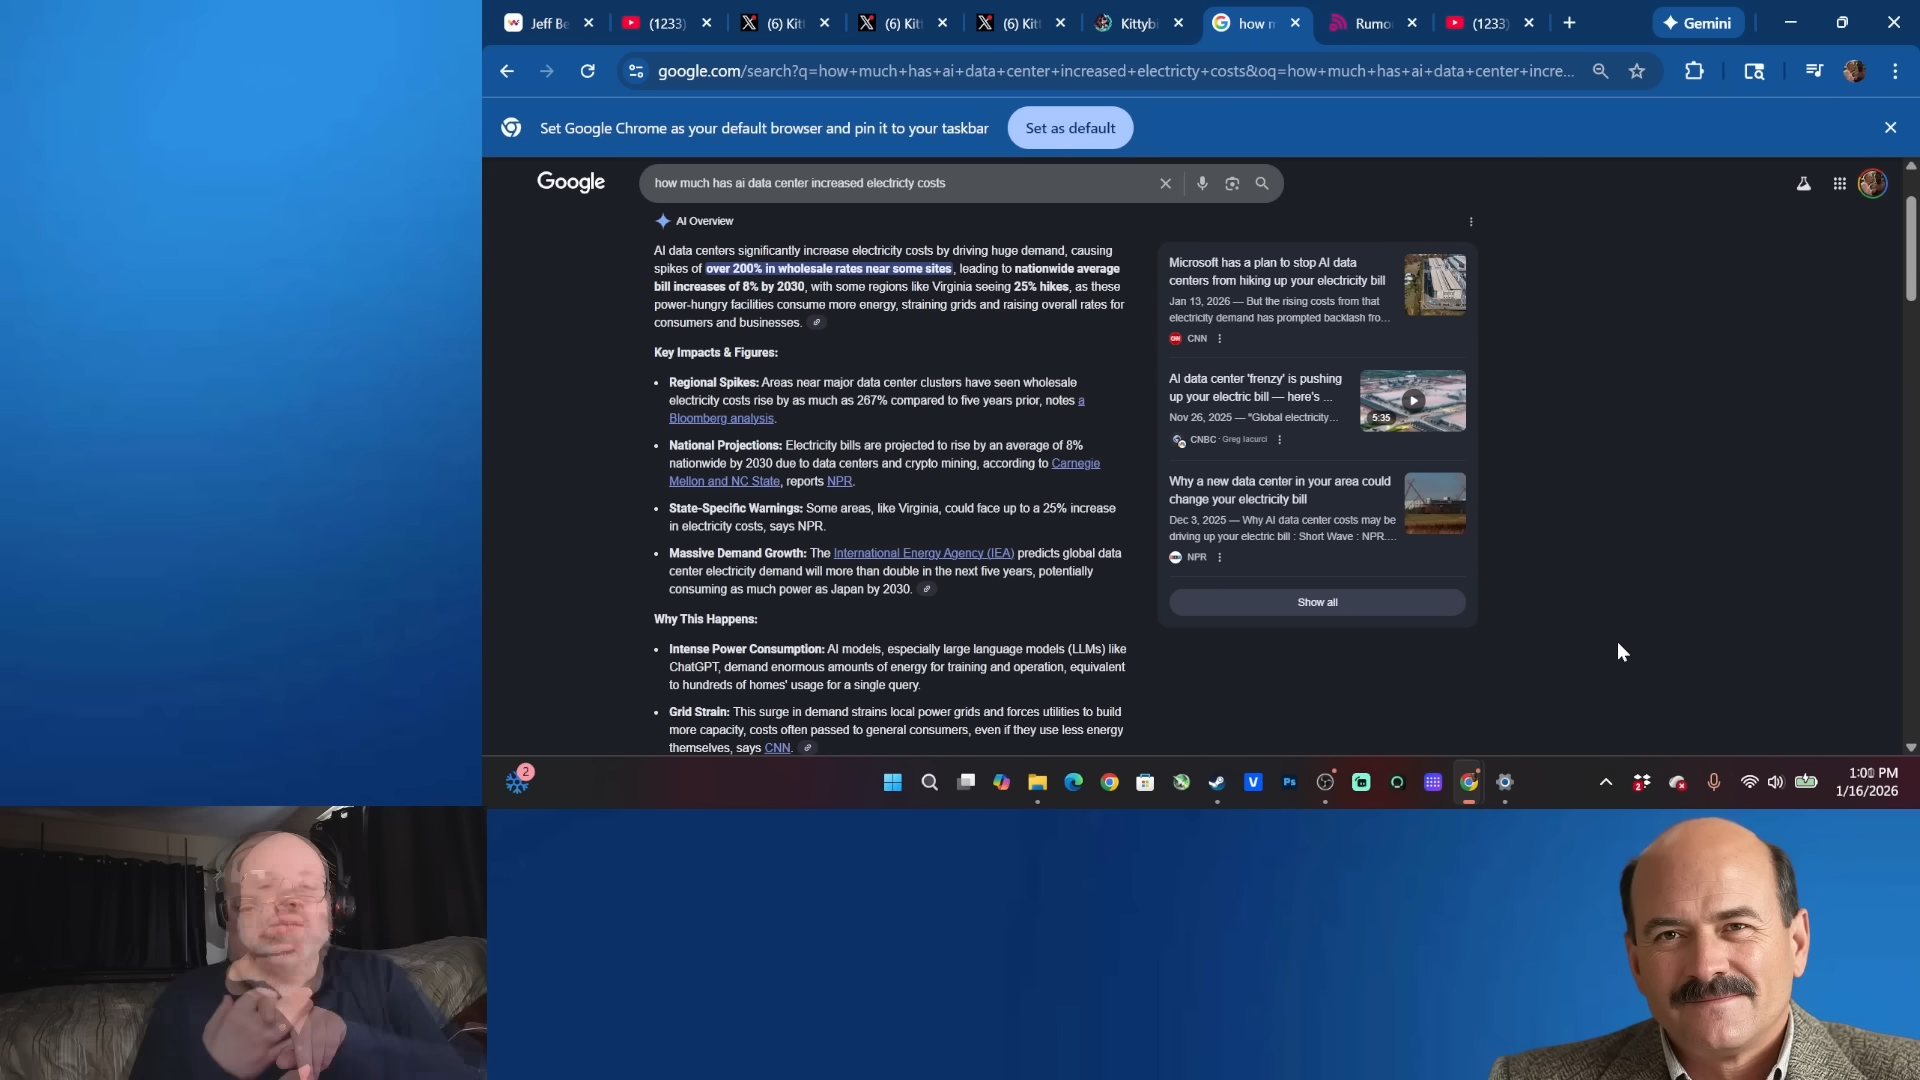 Jeff Be
(1233)
(6) Kitt
(6) Kitt
(6) Kitt
Kittybi
how m
Rumo
(1233)
Gemini
google.com/search?q=how+much+has+ai+data+center+increased+electricty+costs&oq=how+much+has+ai+data+center+incre...
Set Google Chrome as your default browser and pin it to your taskbar
Set as default
Google
how much has ai data center increased electricty costs
AI Overview
AI data centers significantly increase electricity costs by driving huge demand, causing
spikes of over 200% in wholesale rates near some sites, leading to nationwide average
bill increases of 8% by 2030, with some regions like Virginia seeing 25% hikes, as these
power-hungry facilities consume more energy, straining grids and raising overall rates for
consumers and businesses.
Key Impacts & Figures:
• Regional Spikes: Areas near major data center clusters have seen wholesale
electricity costs rise by as much as 267% compared to five years prior, notes a
Bloomberg analysis.
• National Projections: Electricity bills are projected to rise by an average of 8%
nationwide by 2030 due to data centers and crypto mining, according to Carnegie
Mellon and NC State, reports NPR.
• State-Specific Warnings: Some areas, like Virginia, could face up to a 25% increase
in electricity costs, says NPR.
• Massive Demand Growth: The International Energy Agency (IEA) predicts global data
center electricity demand will more than double in the next five years, potentially
consuming as much power as Japan by 2030.
Why This Happens:
• Intense Power Consumption: AI models, especially large language models (LLMs) like
ChatGPT, demand enormous amounts of energy for training and operation, equivalent
to hundreds of homes' usage for a single query.
• Grid Strain: This surge in demand strains local power grids and forces utilities to build
more capacity, costs often passed to general consumers, even if they use less energy
themselves, says CNN.
Microsoft has a plan to stop AI data
centers from hiking up your electricity bill
Jan 13, 2026 — But the rising costs from that
electricity demand has prompted backlash fro...
CNN
AI data center 'frenzy' is pushing
up your electric bill — here's ...
Nov 26, 2025 — "Global electricity...
5:35
CNBC · Greg Iacurci
Why a new data center in your area could
change your electricity bill
Dec 3, 2025 — Why AI data center costs may be
driving up your electric bill : Short Wave : NPR....
NPR
Show all
2
Ps
2
1:00 PM
1/16/2026